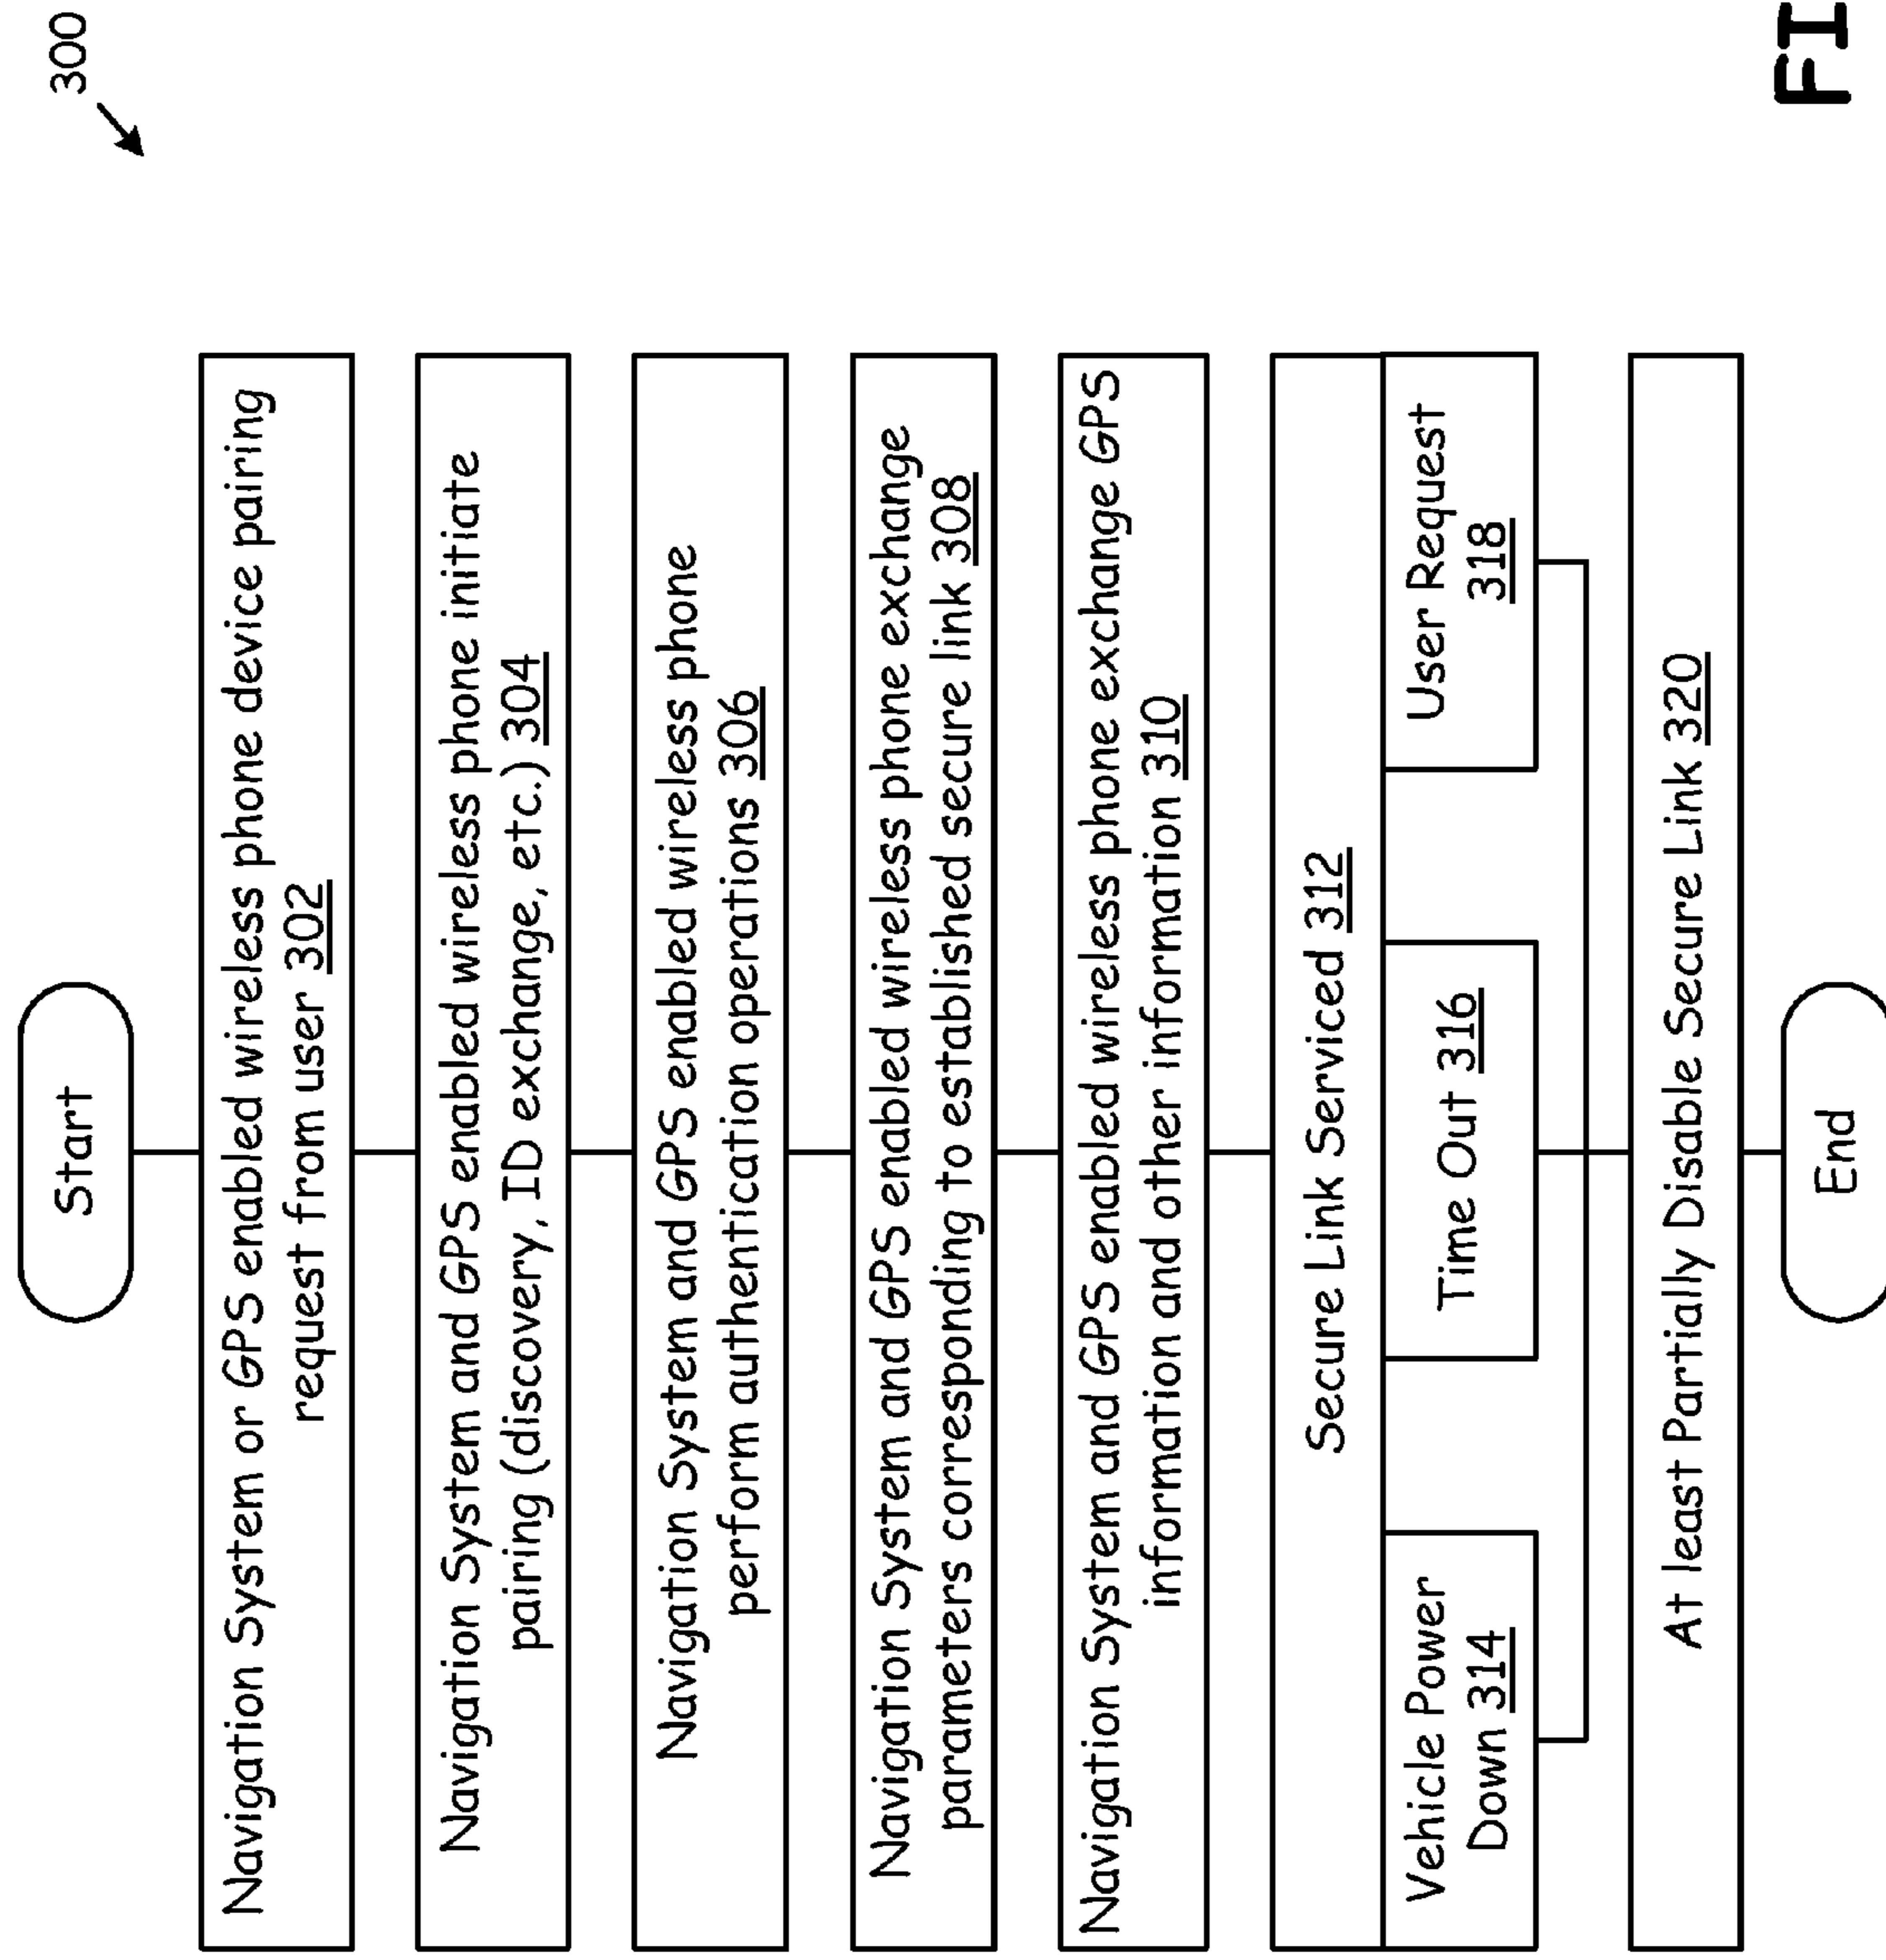 300
Start
Navigation System or GPS enabled wireless phone device pairing
request from user 302
Navigation System and GPS enabled wireless phone initiate
pairing (discovery, ID exchange, etc.) 304
Navigation System and GPS enabled wireless phone
perform authentication operations 306
Navigation System and GPS enabled wireless phone exchange
parameters corresponding to established secure link 308
Navigation System and GPS enabled wireless phone exchange GPS
information and other information 310
Secure Link Serviced 312
Vehicle Power
Down 314
Time Out 316
User Request
318
At least Partially Disable Secure Link 320
End
FI